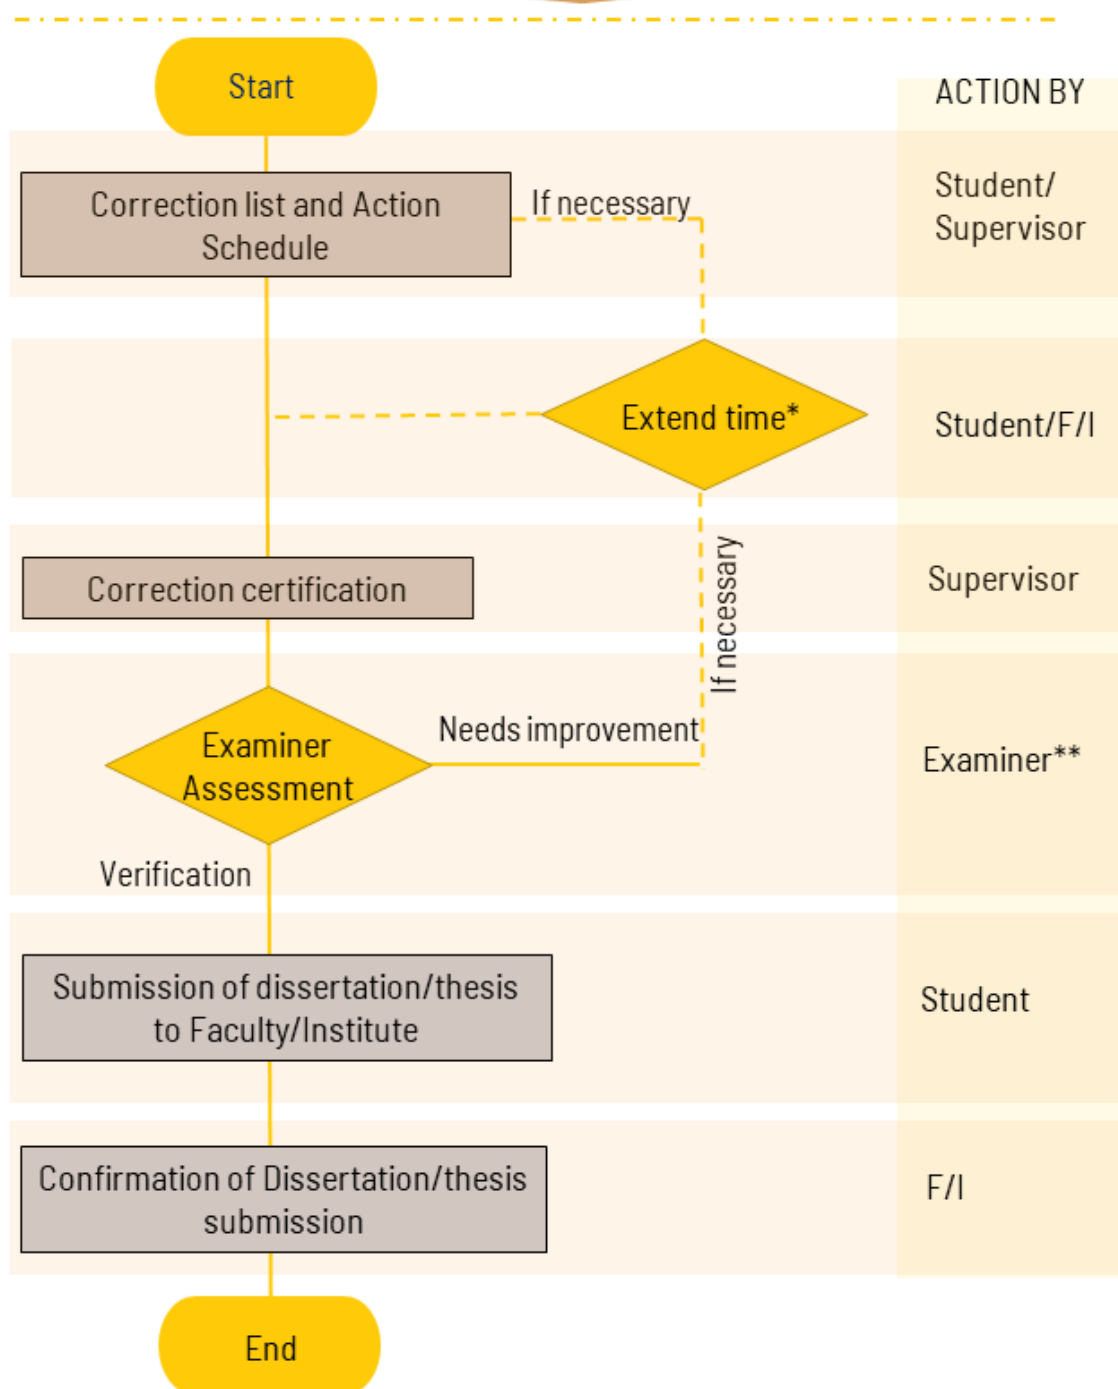 Start
ACTION BY
Correction list and Action
Schedule
If necessary
Student/
Supervisor
Extend time*
Student/F/I
If necessary
Correction certification
Supervisor
Examiner
Assessment
Needs improvement
Examiner**
Verification
Submission of dissertation/thesis
to Faculty/Institute
Student
Confirmation of Dissertation/thesis
submission
F/I
End